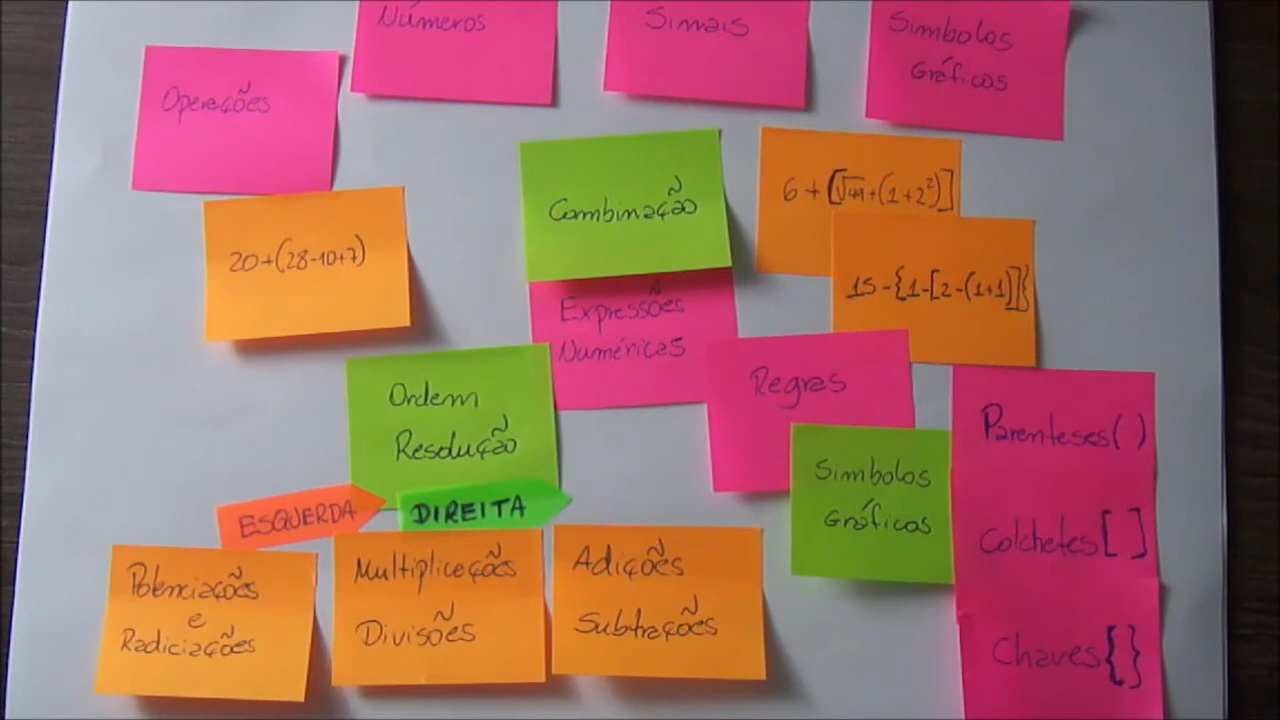 Números
Sinais
Símbolos
Gráficos
Operações
Combinação
6 + [√49+(1+2²)]
20+(28-10+7)
15-{1-[2-(1+1)]}
Expressões
Numéricas
Regras
Ordem
Resolução
Parenteses( )
Símbolos
Gráficos
ESQUERDA
DIREITA
Colchetes[ ]
Potenciações
e
Radiciações
Multiplicações
Divisões
Adições
Subtrações
Chaves{}